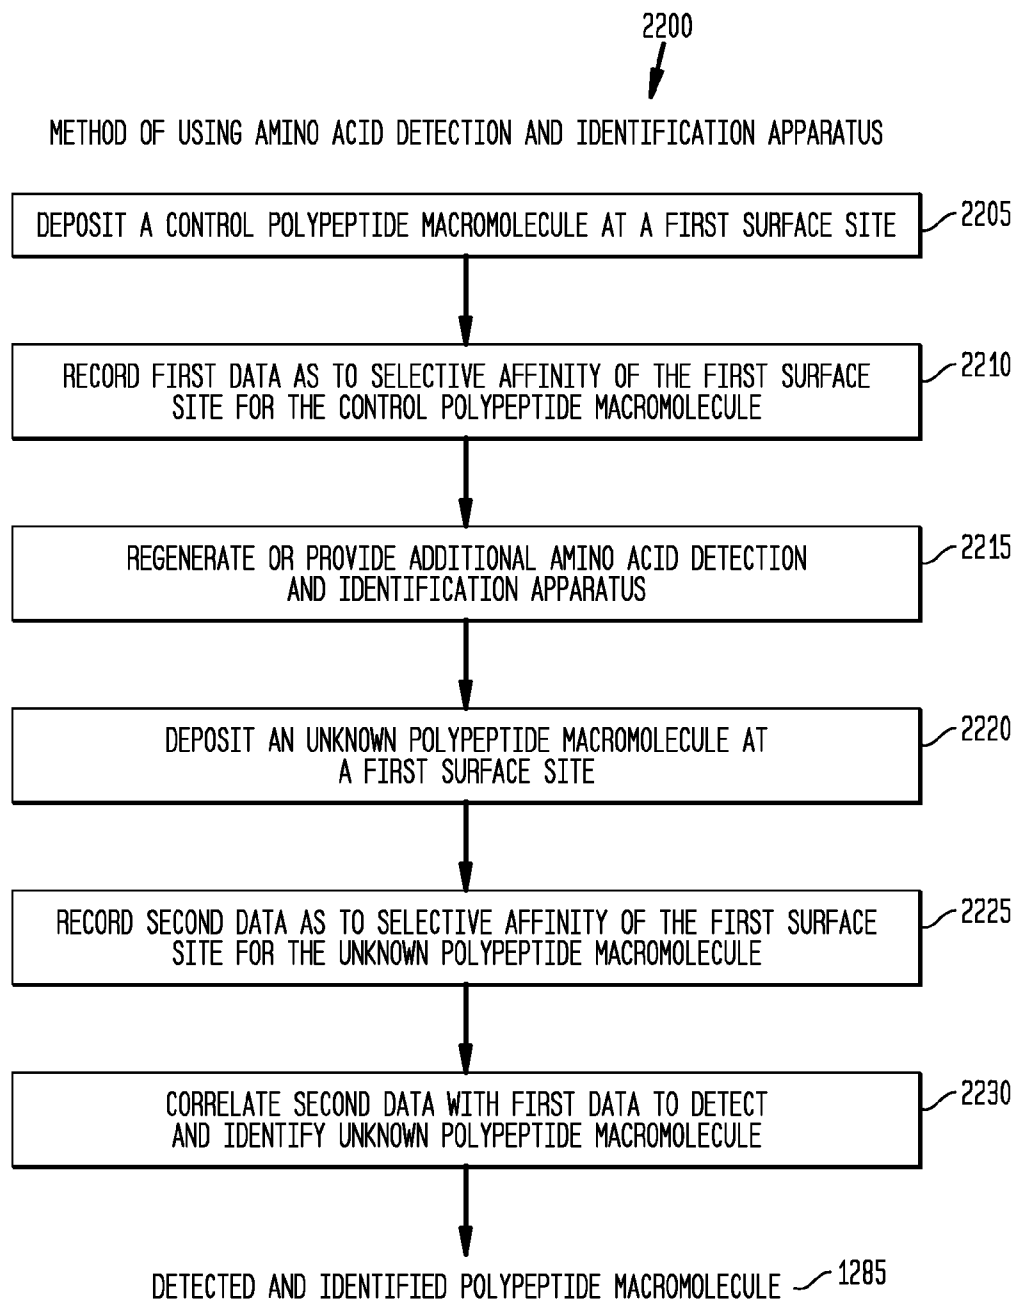 2200
METHOD OF USING AMINO ACID DETECTION AND IDENTIFICATION APPARATUS
DEPOSIT A CONTROL POLYPEPTIDE MACROMOLECULE AT A FIRST SURFACE SITE
2205
RECORD FIRST DATA AS TO SELECTIVE AFFINITY OF THE FIRST SURFACE
SITE FOR THE CONTROL POLYPEPTIDE MACROMOLECULE
2210
REGENERATE OR PROVIDE ADDITIONAL AMINO ACID DETECTION
AND IDENTIFICATION APPARATUS
2215
DEPOSIT AN UNKNOWN POLYPEPTIDE MACROMOLECULE AT
A FIRST SURFACE SITE
2220
RECORD SECOND DATA AS TO SELECTIVE AFFINITY OF THE FIRST SURFACE
SITE FOR THE UNKNOWN POLYPEPTIDE MACROMOLECULE
2225
CORRELATE SECOND DATA WITH FIRST DATA TO DETECT
AND IDENTIFY UNKNOWN POLYPEPTIDE MACROMOLECULE
2230
DETECTED AND IDENTIFIED POLYPEPTIDE MACROMOLECULE
1285